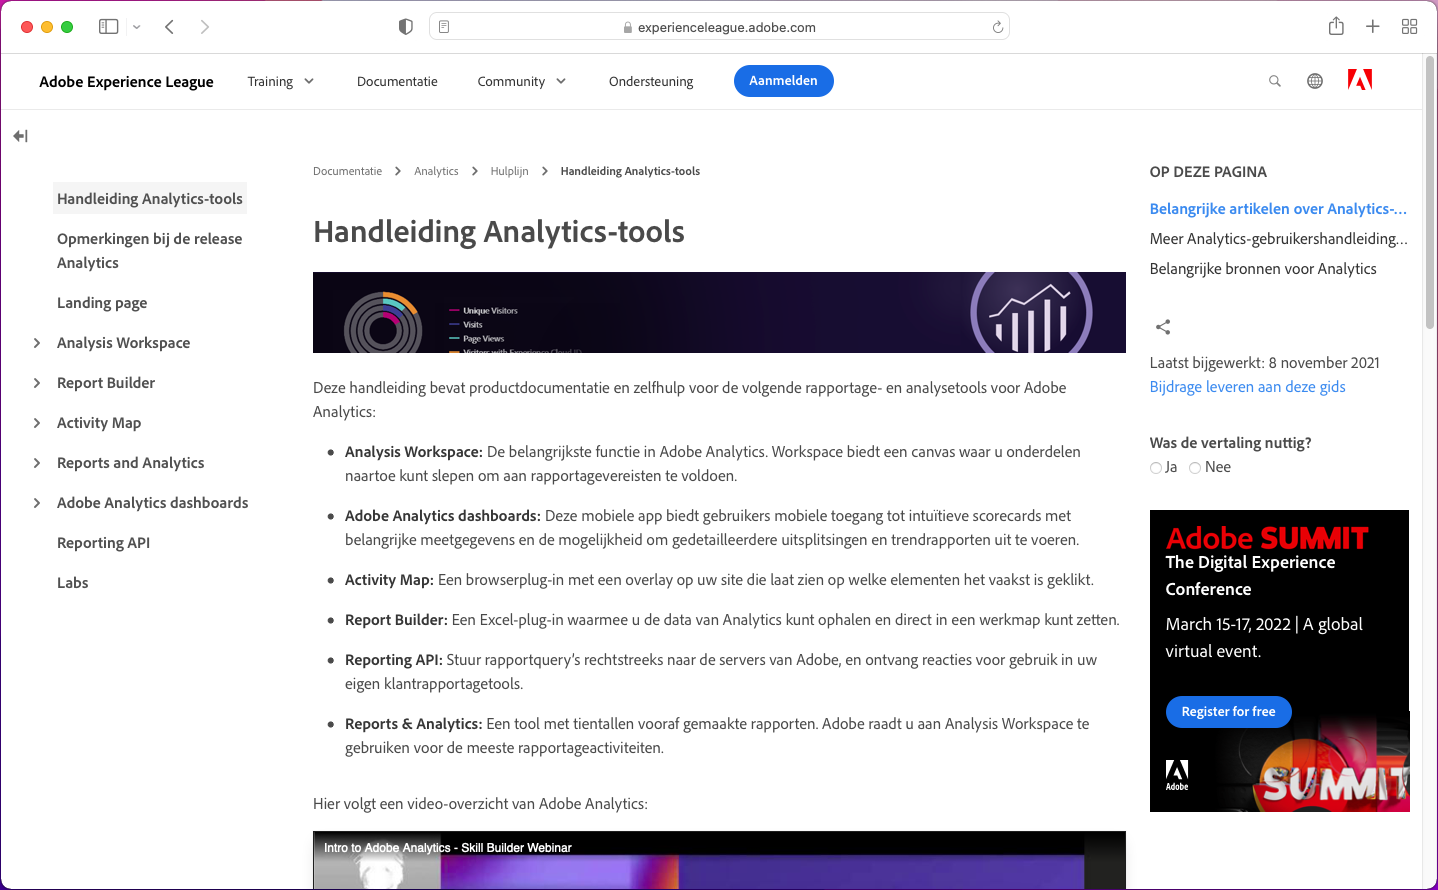 experienceleague.adobe.com
Adobe Experience League
Training
Documentatie
Community
Ondersteuning
Aanmelden
Handleiding Analytics-tools
Opmerkingen bij de release
Analytics
Landing page
Analysis Workspace
Report Builder
Activity Map
Reports and Analytics
Adobe Analytics dashboards
Reporting API
Labs
Documentatie > Analytics > Hulplijn > Handleiding Analytics-tools
Handleiding Analytics-tools
Unique Visitors
Visits
Page Views
Visitors with Experience Cloud ID
Deze handleiding bevat productdocumentatie en zelfhulp voor de volgende rapportage- en analysetools voor Adobe
Analytics:
Analysis Workspace: De belangrijkste functie in Adobe Analytics. Workspace biedt een canvas waar u onderdelen
naartoe kunt slepen om aan rapportagevereisten te voldoen.
Adobe Analytics dashboards: Deze mobiele app biedt gebruikers mobiele toegang tot intuïtieve scorecards met
belangrijke meetgegevens en de mogelijkheid om gedetailleerdere uitsplitsingen en trendrapporten uit te voeren.
Activity Map: Een browserplug-in met een overlay op uw site die laat zien op welke elementen het vaakst is geklikt.
Report Builder: Een Excel-plug-in waarmee u de data van Analytics kunt ophalen en direct in een werkmap kunt zetten.
Reporting API: Stuur rapportquery's rechtstreeks naar de servers van Adobe, en ontvang reacties voor gebruik in uw
eigen klantrapportagetools.
Reports & Analytics: Een tool met tientallen vooraf gemaakte rapporten. Adobe raadt u aan Analysis Workspace te
gebruiken voor de meeste rapportageactiviteiten.
Hier volgt een video-overzicht van Adobe Analytics:
Intro to Adobe Analytics - Skill Builder Webinar
OP DEZE PAGINA
Belangrijke artikelen over Analytics-...
Meer Analytics-gebruikershandleiding...
Belangrijke bronnen voor Analytics
Laatst bijgewerkt: 8 november 2021
Bijdrage leveren aan deze gids
Was de vertaling nuttig?
Ja Nee
Adobe SUMMIT
The Digital Experience
Conference
March 15-17, 2022 | A global
virtual event.
Register for free
Adobe
SUMMIT